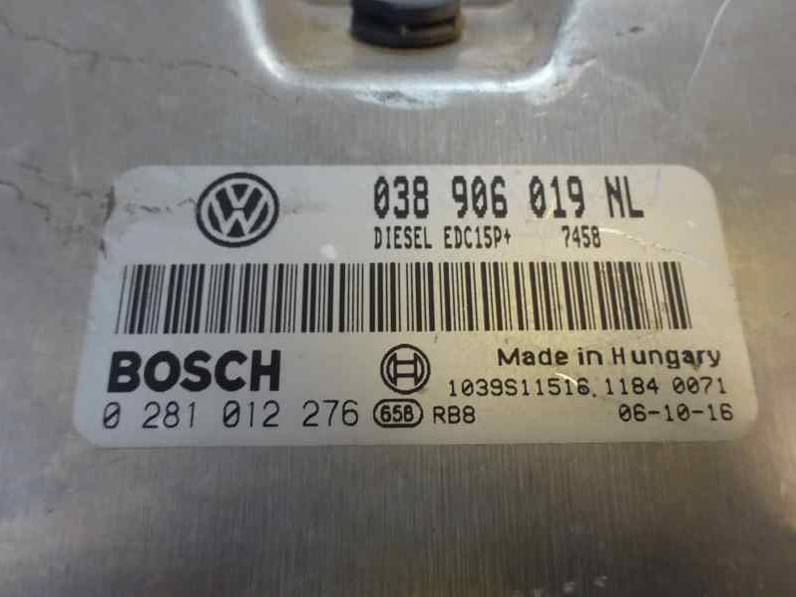 038 906 019 NL
DIESEL EDC15P+ 7458
BOSCH
Made in Hungary
1039S11516.1184 0071
0 281 012 276 65B RB8 06-10-16